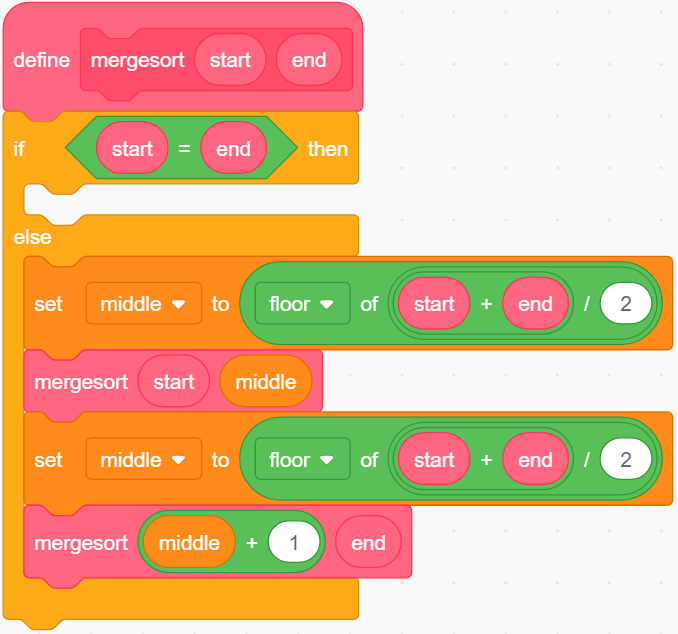 define mergesort start end
if start = end then
else
set middle to floor of start + end / 2
mergesort start middle
set middle to floor of start + end / 2
mergesort middle + 1 end